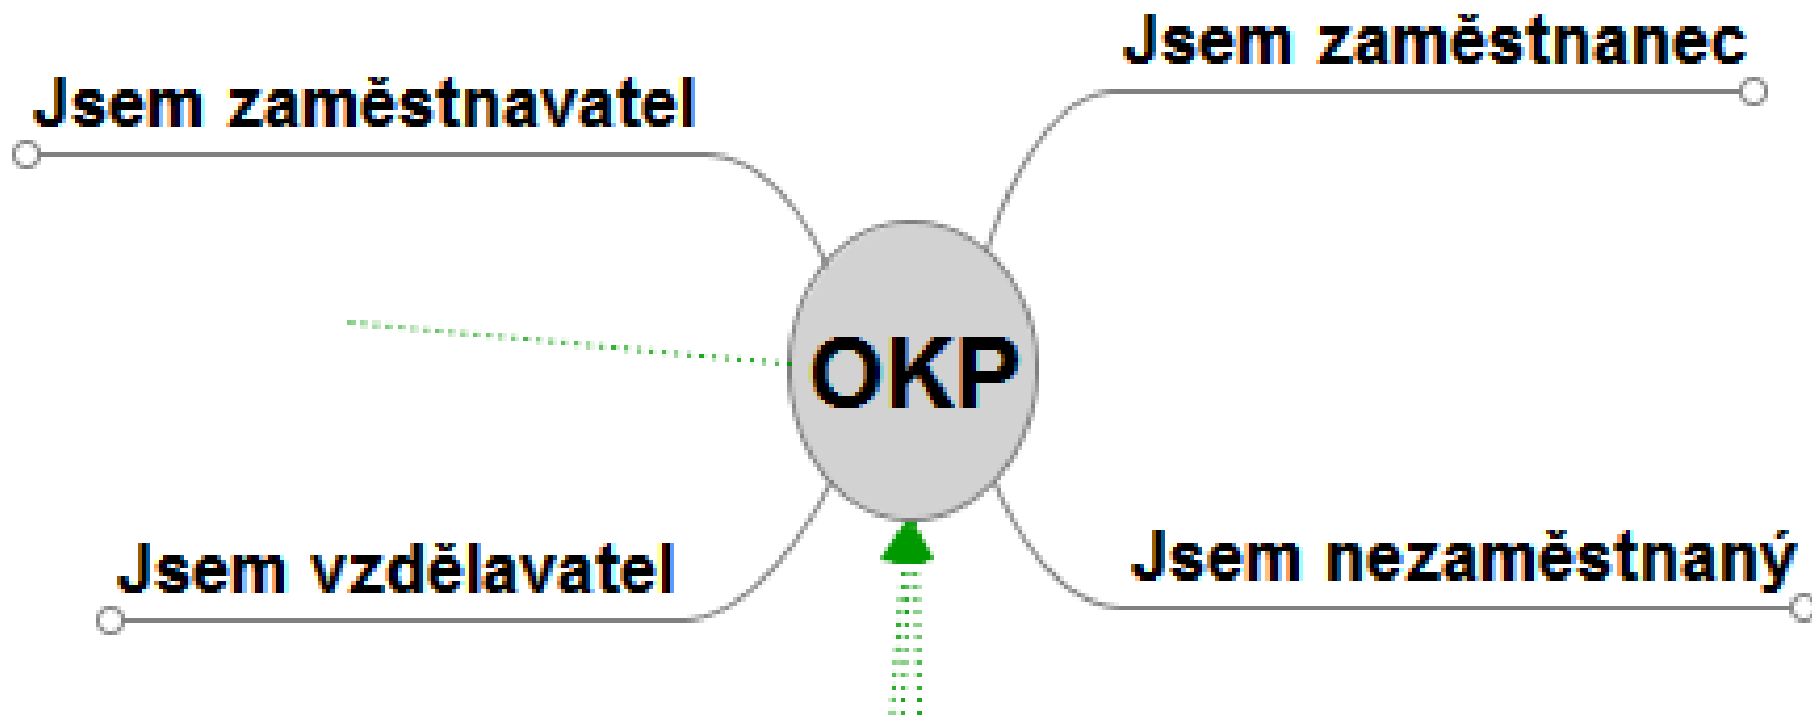 Jsem zaměstnavatel
Jsem zaměstnanec
OKP
Jsem vzdělavatel
Jsem nezaměstnaný